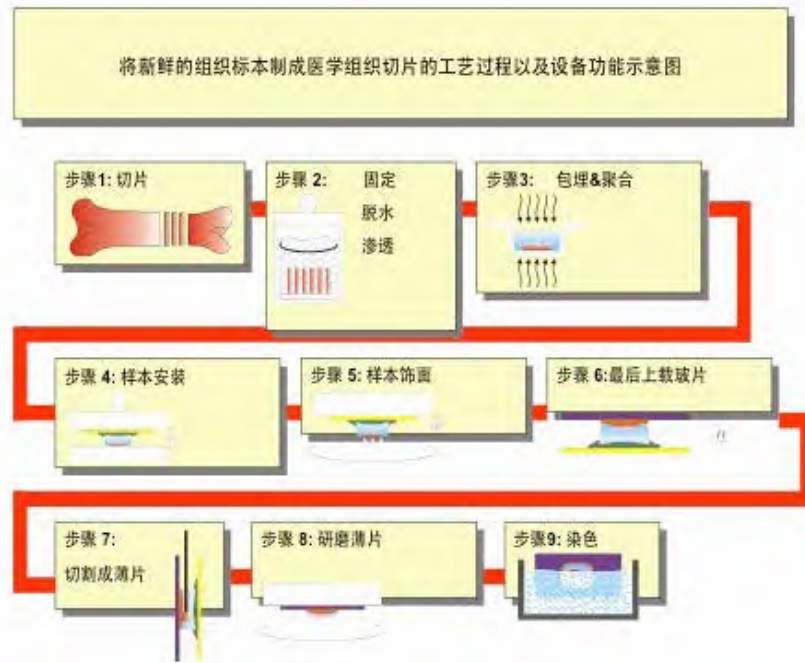 将新鲜的组织标本制成医学组织切片的工艺过程以及设备功能示意图
步骤1: 切片
步骤 2: 固定
脱水
渗透
步骤3: 包埋&聚合
步骤 4: 样本安装
步骤 5: 样本饰面
步骤 6:最后上载玻片
步骤 7:
切割成薄片
步骤 8: 研磨薄片
步骤9: 染色